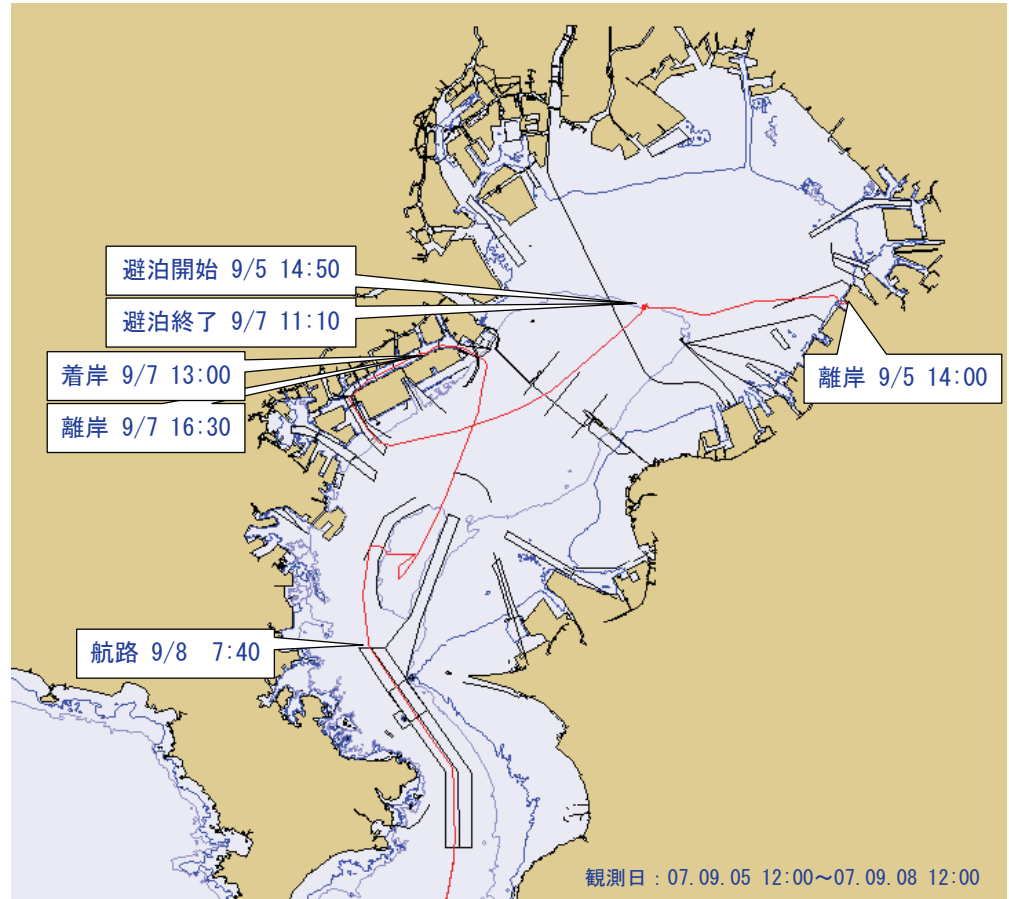 避泊開始 9/5 14:50
避泊終了 9/7 11:10
着岸 9/7 13:00
離岸 9/7 16:30
離岸 9/5 14:00
航路 9/8 7:40
観測日：07.09.05 12:00～07.09.08 12:00